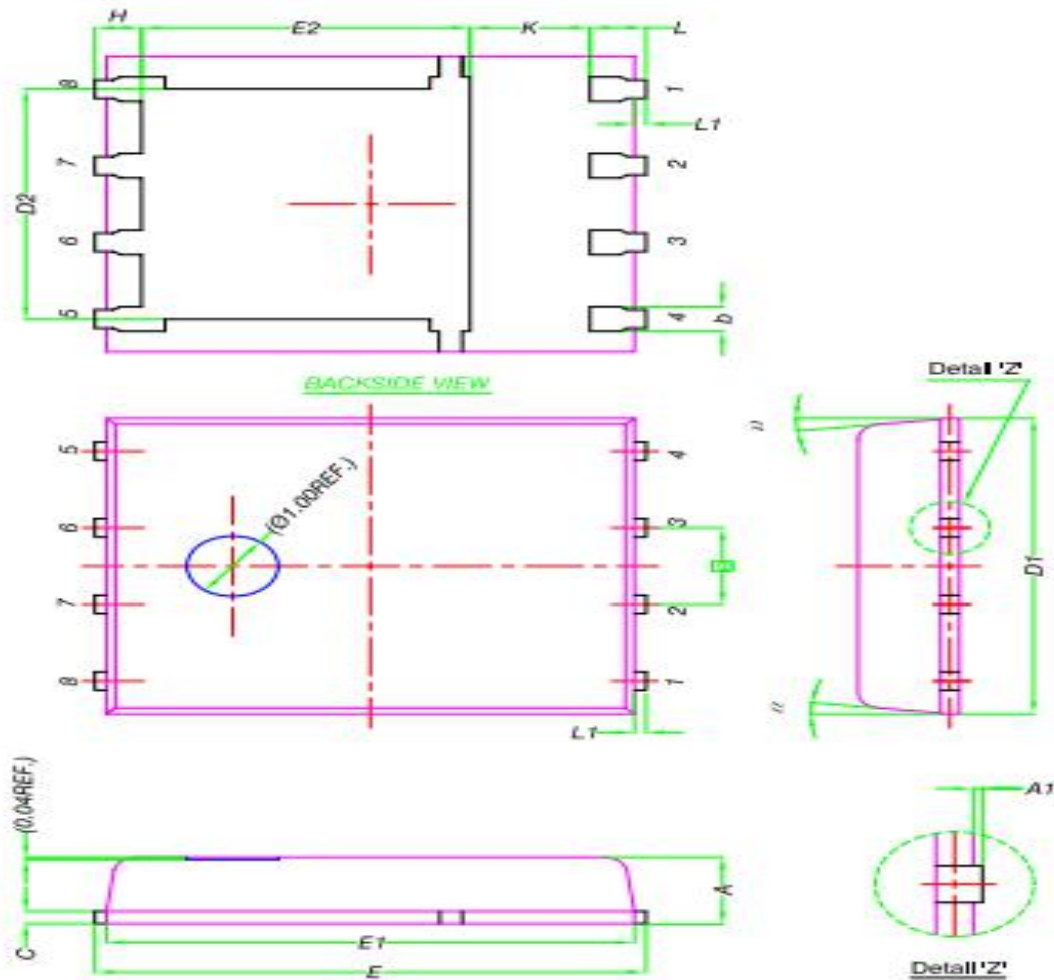 H E2 K L
8 1
L1
7 2
D2
6 3
5 4 b
BACKSIDE VIEW
Detail 'Z'
5 4
(Ø1.00REF.)
6 3
D1
7 2
8 1
L1
(0.04REF.)
A1
A
C
E1
E
Detail 'Z'